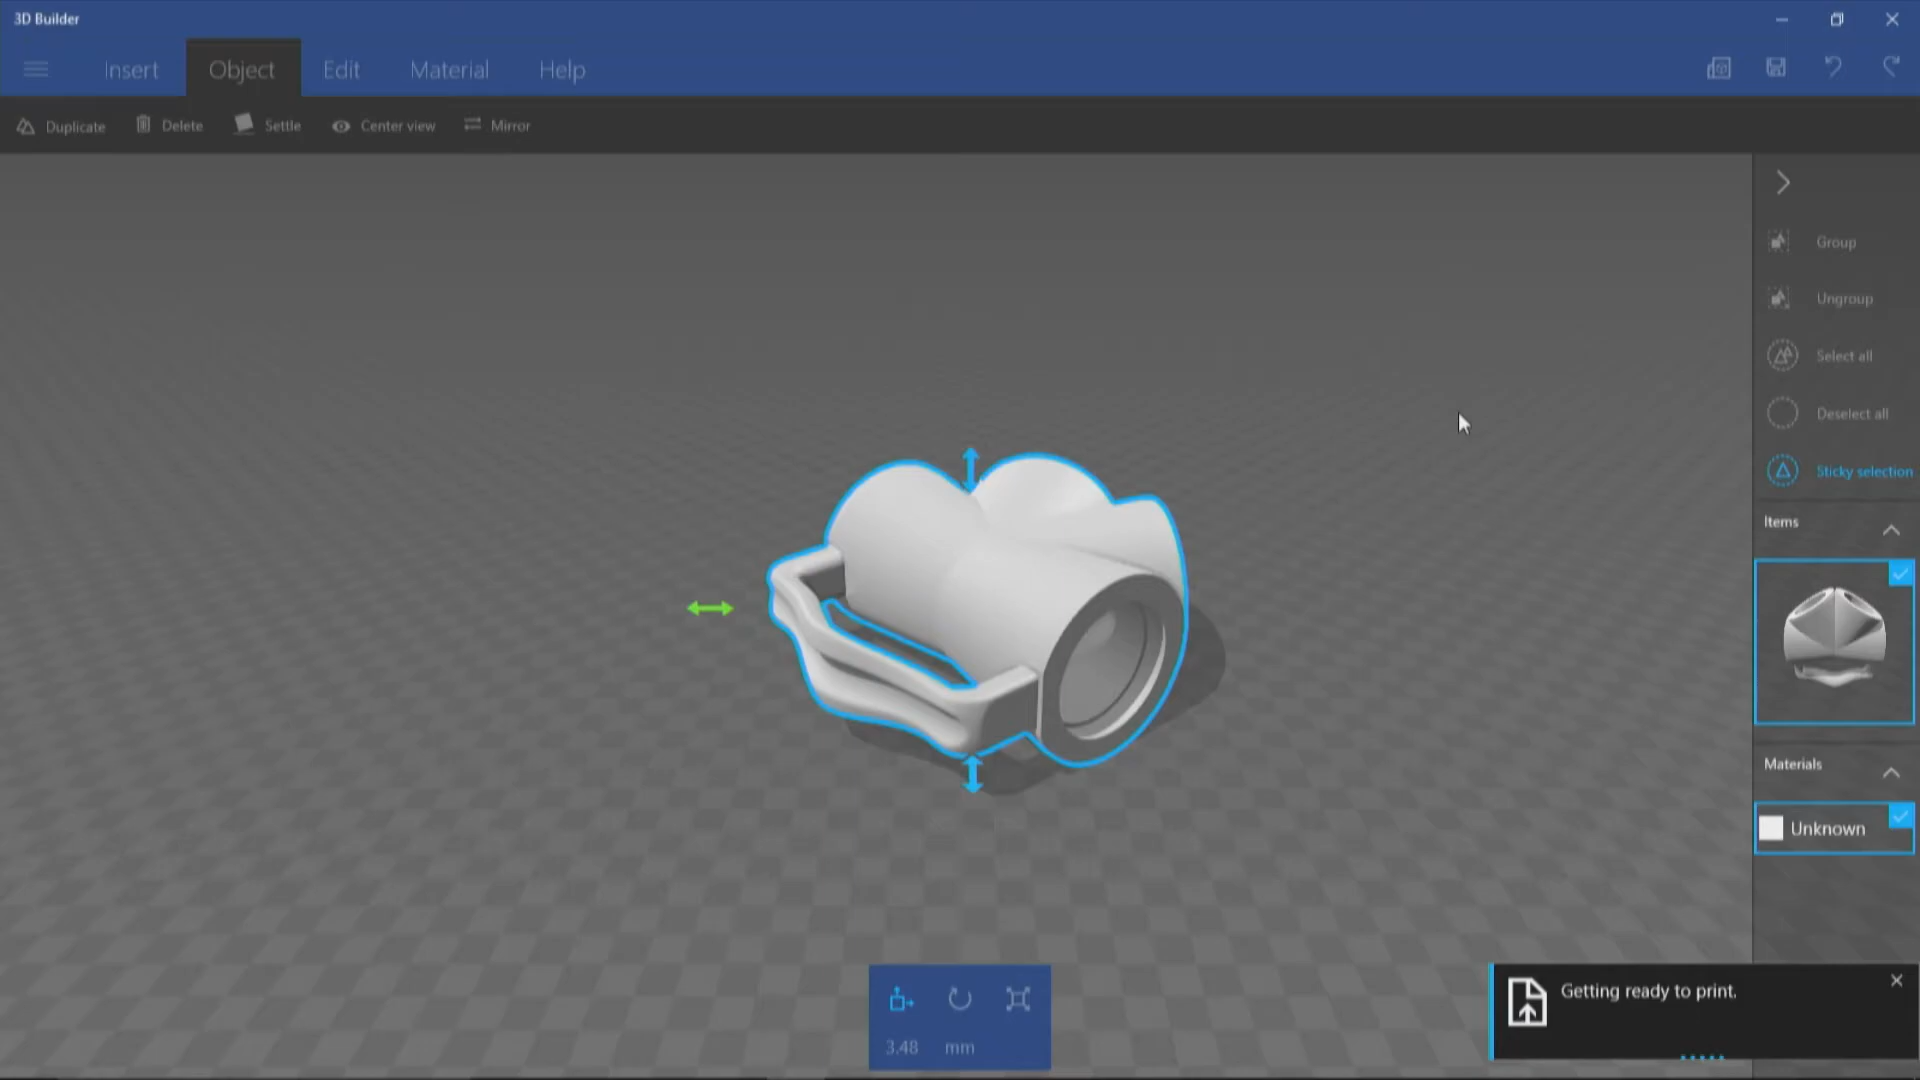 3D Builder
Insert
Object
Edit
Material
Help
Duplicate
Delete
Settle
Center view
Mirror
Group
Ungroup
Select all
Deselect all
Sticky selection
Items
Materials
Unknown
Getting ready to print.
3.48 mm